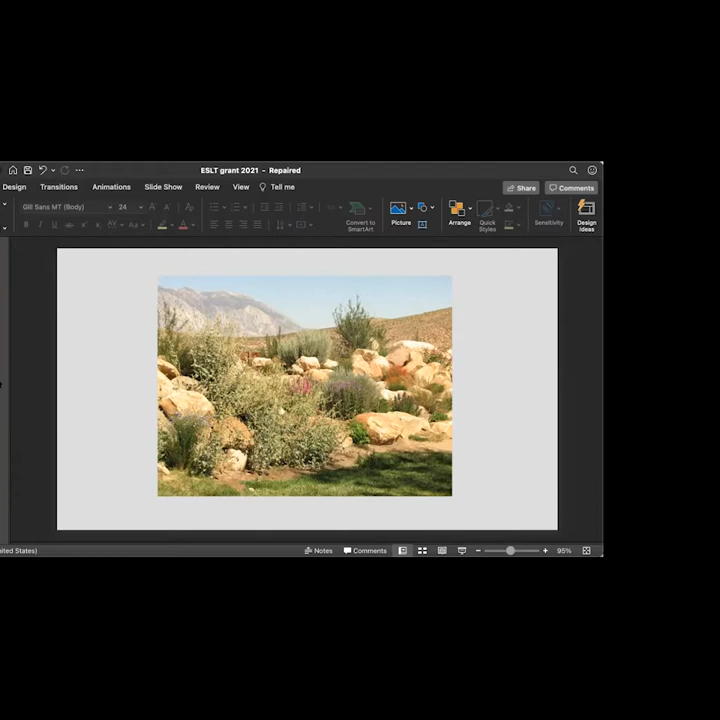 ESLT grant 2021 – Repaired
Design Transitions Animations Slide Show Review View Tell me Share Comments
Gill Sans MT (Body) 24
Convert to SmartArt
Picture
Arrange
Quick Styles
Sensitivity
Design Ideas
ited States) Notes Comments 95%